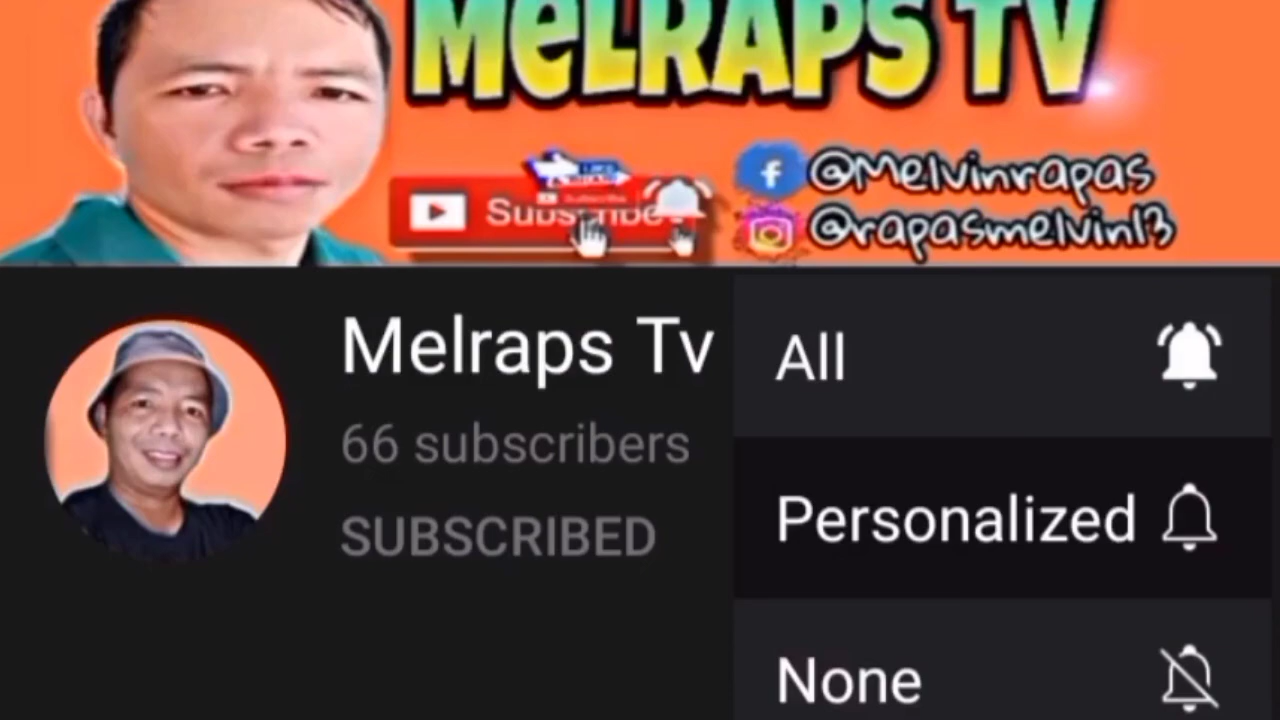 MELRAPS TV
Subscribe
@Melvinrapas
@rapasmelvin13
Melraps Tv
66 subscribers
SUBSCRIBED
All
Personalized
None